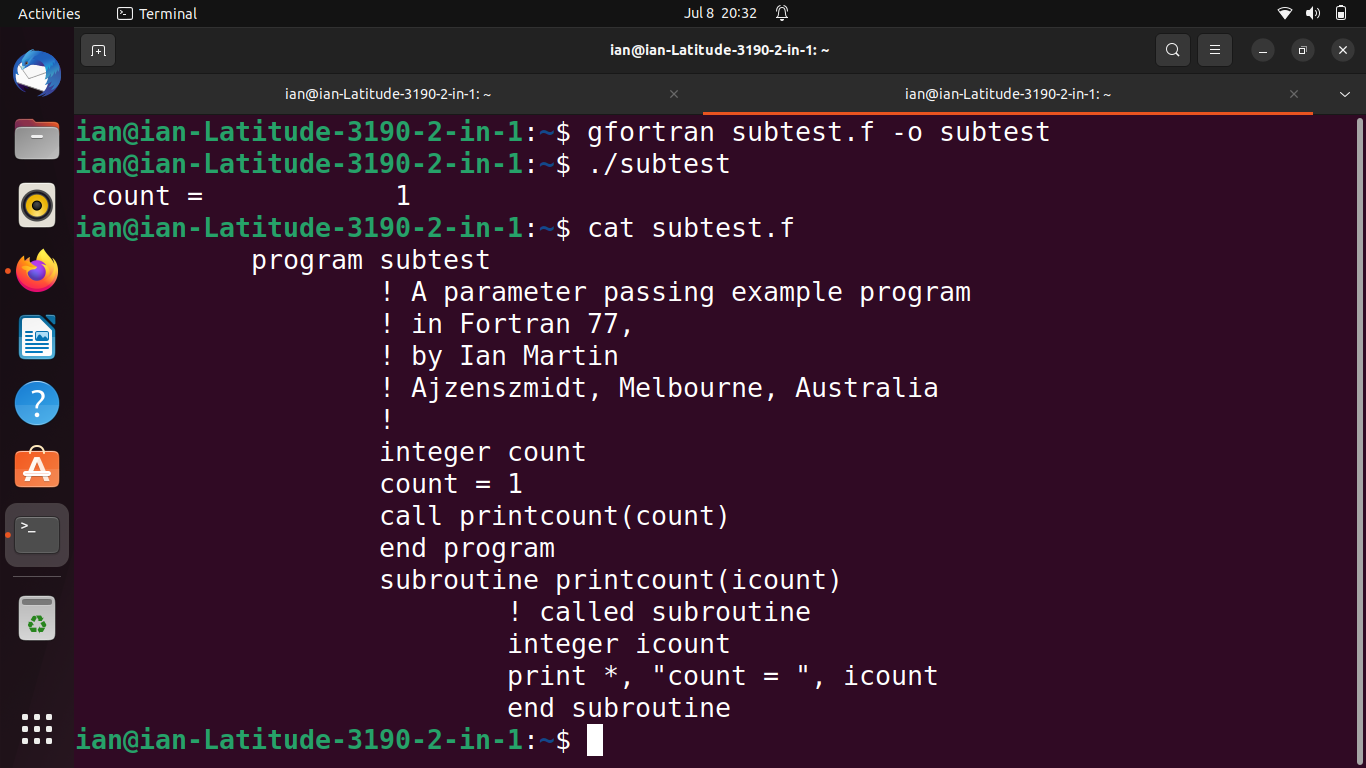 Activities Terminal Jul 8 20:32
ian@ian-Latitude-3190-2-in-1: ~
ian@ian-Latitude-3190-2-in-1: ~ ian@ian-Latitude-3190-2-in-1: ~
ian@ian-Latitude-3190-2-in-1:~$ gfortran subtest.f -o subtest
ian@ian-Latitude-3190-2-in-1:~$ ./subtest
 count =            1
ian@ian-Latitude-3190-2-in-1:~$ cat subtest.f
           program subtest
                   ! A parameter passing example program
                   ! in Fortran 77,
                   ! by Ian Martin
                   ! Ajzenszmidt, Melbourne, Australia
                   !
                   integer count
                   count = 1
                   call printcount(count)
                   end program
                   subroutine printcount(icount)
                           ! called subroutine
                           integer icount
                           print *, "count = ", icount
                           end subroutine
ian@ian-Latitude-3190-2-in-1:~$